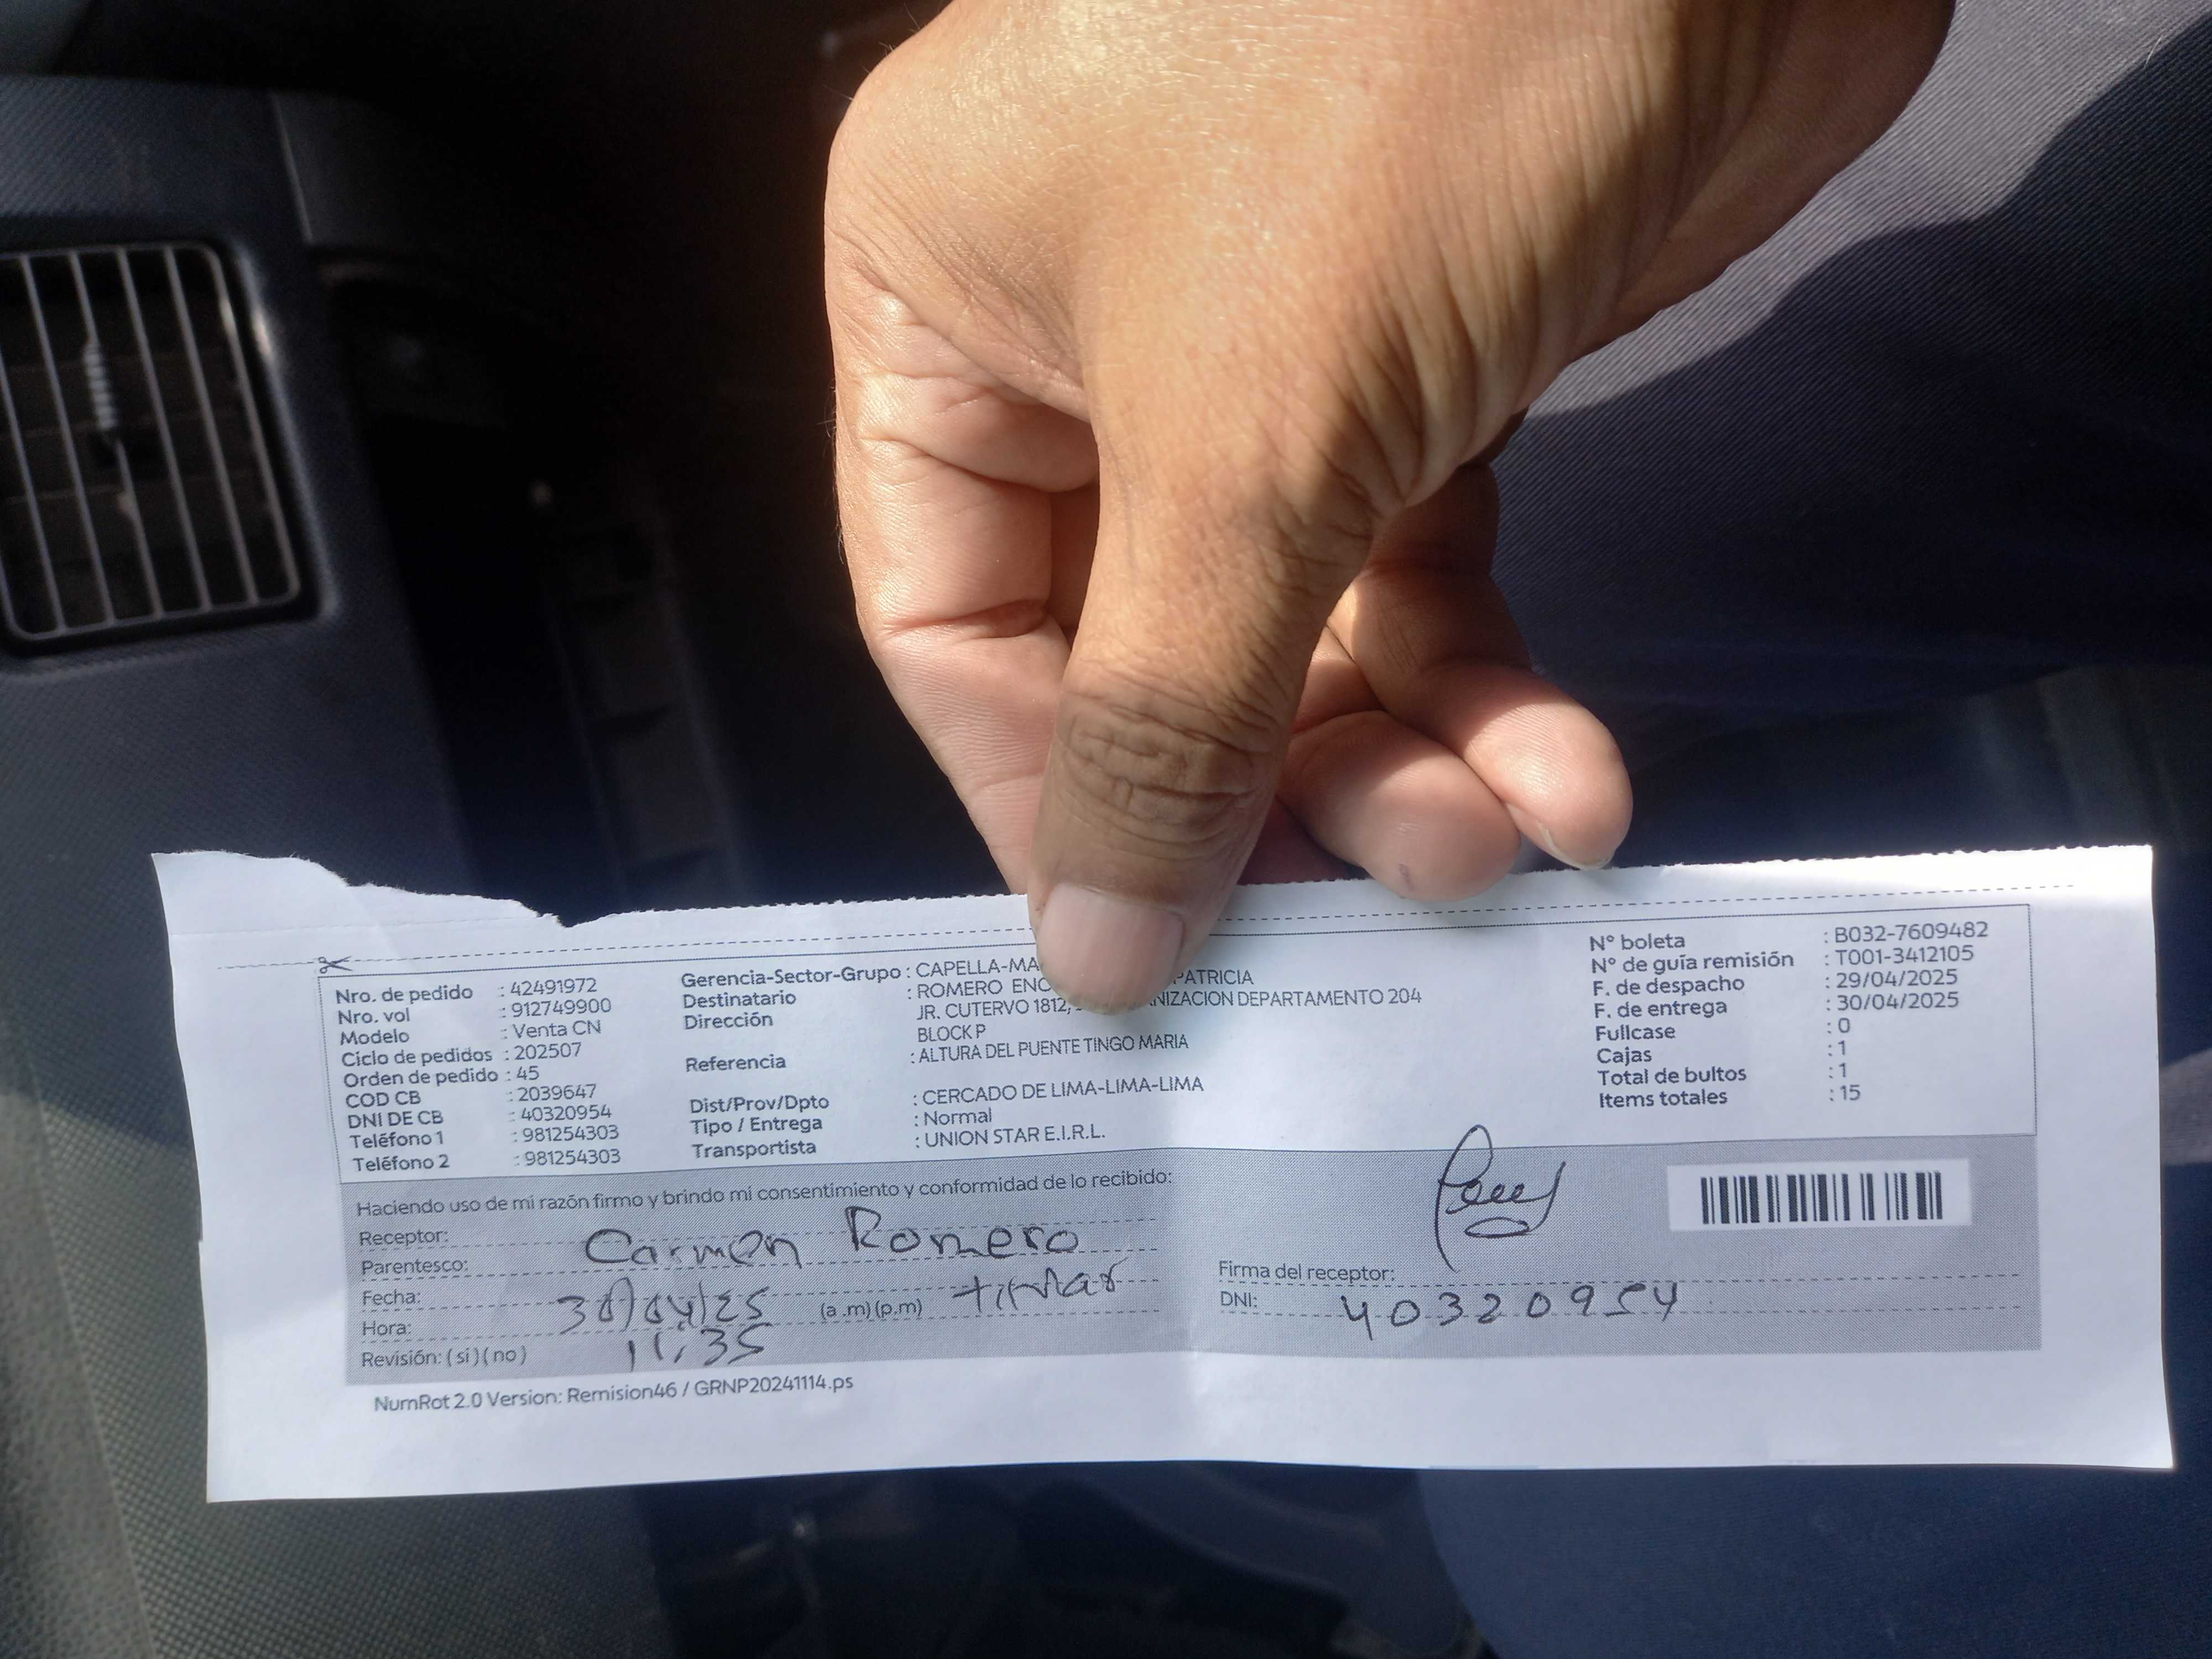 Nro. de pedido : 42491972
Nro. vol : 912749900
Modelo : Venta CN
Ciclo de pedidos : 202507
Orden de pedido : 45
COD CB : 2039647
DNI DE CB : 40320954
Teléfono 1 : 981254303
Teléfono 2 : 981254303
Gerencia-Sector-Grupo : CAPELLA-MA
Destinatario : ROMERO ENC PATRICIA
Dirección JR. CUTERVO 1812, DEPARTAMENTO 204
BLOCK P
Referencia : ALTURA DEL PUENTE TINGO MARIA
Dist/Prov/Dpto : CERCADO DE LIMA-LIMA-LIMA
Tipo / Entrega : Normal
Transportista : UNION STAR E.I.R.L.
N° boleta : B032-7609482
N° de guía remisión : T001-3412105
F. de despacho : 29/04/2025
F. de entrega : 30/04/2025
Fullcase : 0
Cajas : 1
Total de bultos : 1
Items totales : 15
Haciendo uso de mi razón firmo y brindo mi consentimiento y conformidad de lo recibido:
Receptor: Carmen Romero
Parentesco: titular
Fecha: 30/04/25
Hora: 11:35 (a .m) (p.m)
Revisión: ( si ) ( no )
Firma del receptor:
DNI: 40320954
NumRot 2.0 Version: Remision46 / GRNP20241114.ps